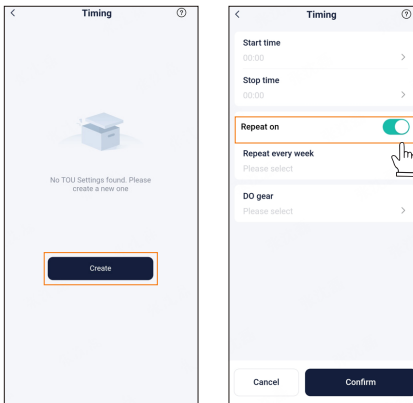 Timing
?
No TOU Settings found. Please
create a new one
Create
Timing
?
Start time
00:00
Stop time
00:00
Repeat on
Repeat every week
Please select
DO gear
Please select
Cancel
Confirm